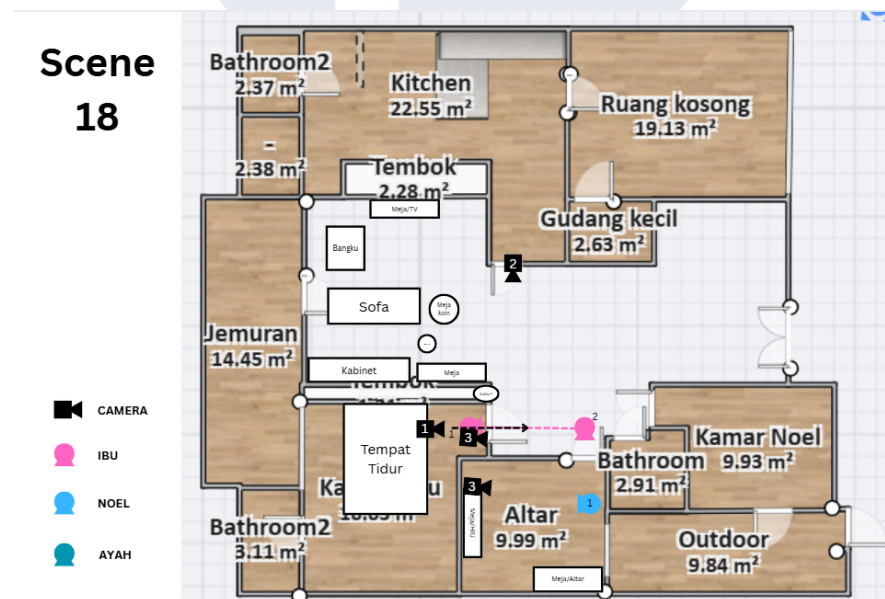 Scene
18
Bathroom2
2.37 m²
Kitchen
22.55 m²
Ruang kosong
19.13 m²
-
2.38 m²
Tembok
2.28 m²
Meja/TV
Gudang kecil
2.63 m²
Bangku
2
Sofa
Meja
koin
Jemuran
14.45 m²
Kabinet
Meja
Tembok
CAMERA
IBU
NOEL
AYAH
1
1
3
2
Tempat
Tidur
Kamar Noel
9.93 m²
Bathroom
2.91 m²
3
1
Meja/HIU
Altar
9.99 m²
Meja/Altar
Bathroom2
3.11 m²
Outdoor
9.84 m²